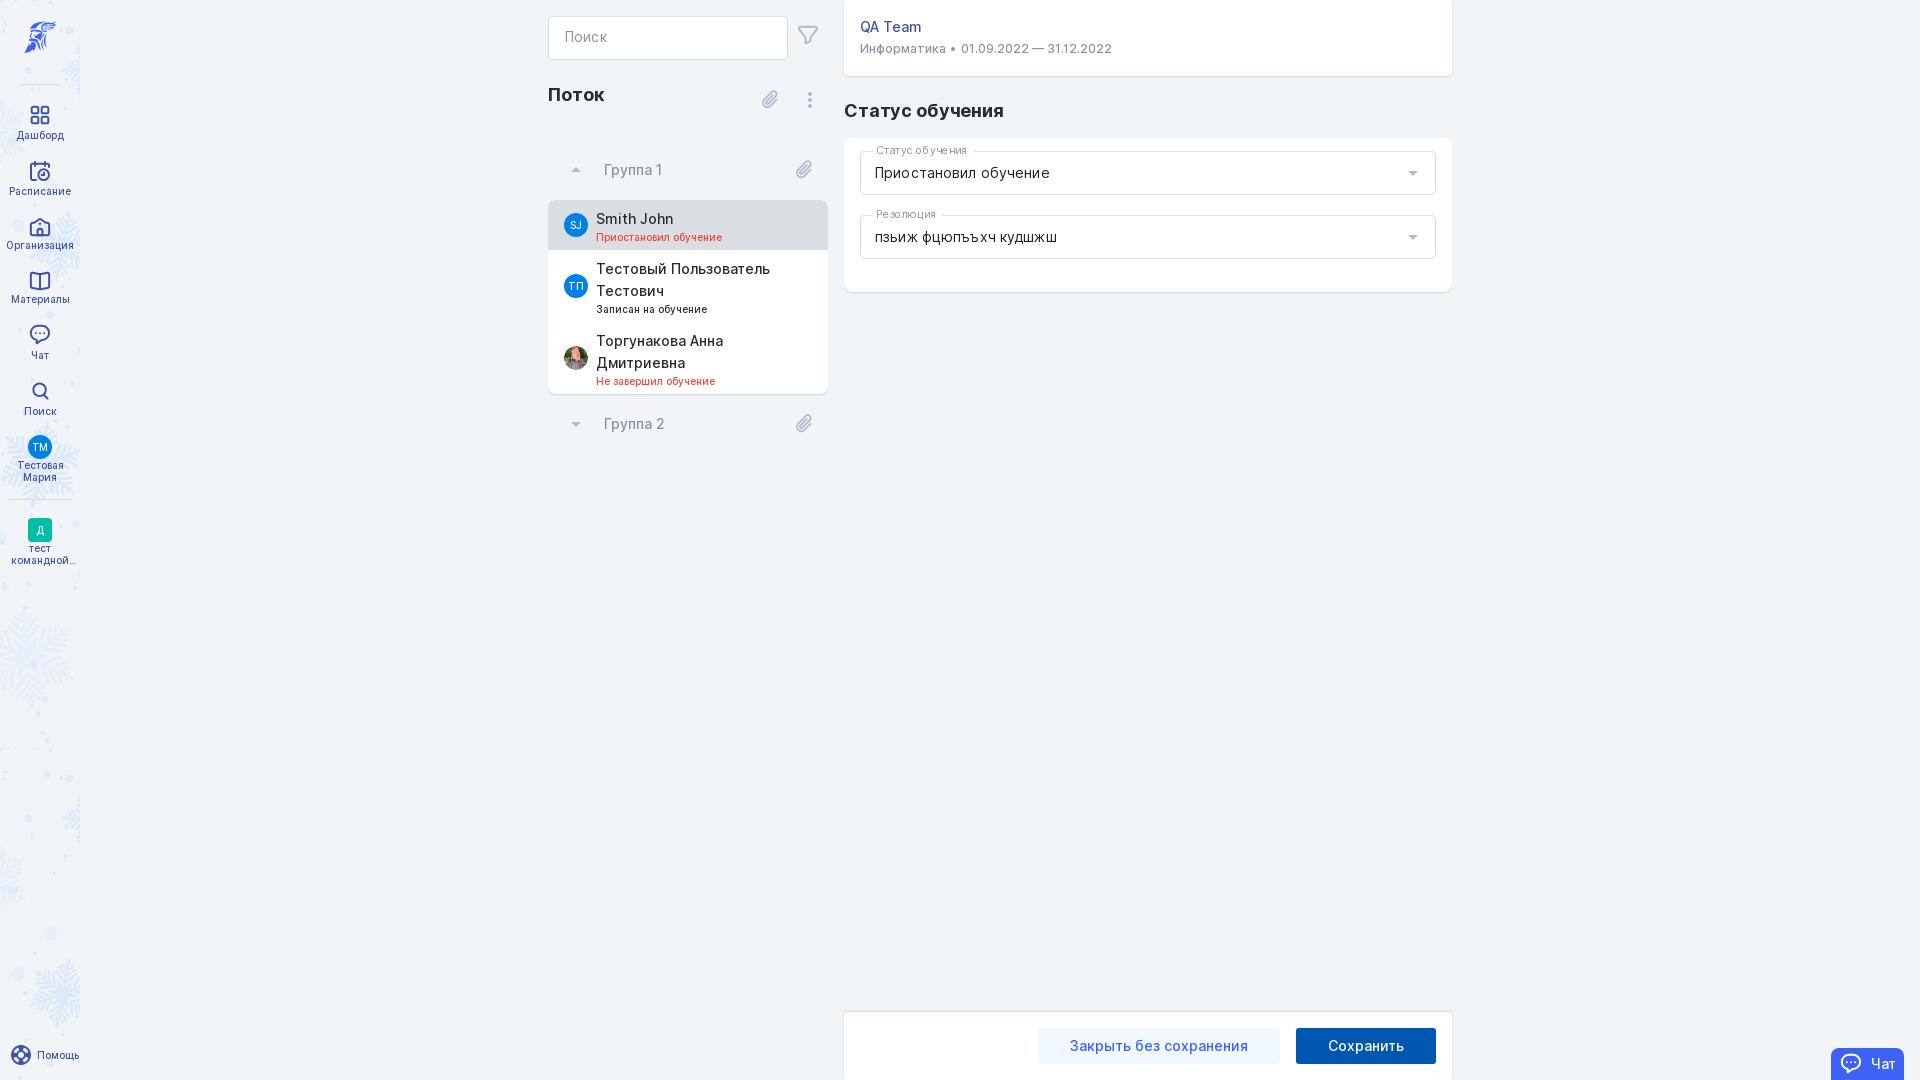 Дашборд
Расписание
Организация
Материалы
Чат
Поиск
ТМ
Тестовая
Мария
Д
тест
командной...
Помощь
Поиск
Поток
Группа 1
SJ
Smith John
Приостановил обучение
ТП
Тестовый Пользователь
Тестович
Записан на обучение
Торгунакова Анна
Дмитриевна
Не завершил обучение
Группа 2
QA Team
Информатика • 01.09.2022 — 31.12.2022
Статус обучения
Статус обучения
Приостановил обучение
Резолюция
пзьиж фцюпъъхч кудшжш
Закрыть без сохранения
Сохранить
Чат